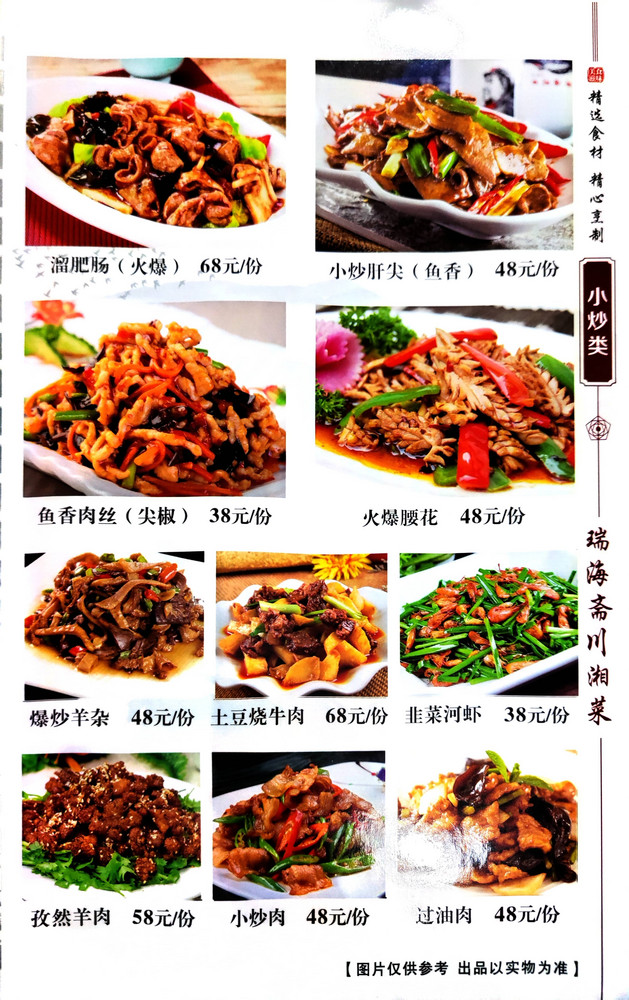 溜肥肠（火爆） 68元/份
小炒肝尖（鱼香） 48元/份
鱼香肉丝（尖椒） 38元/份
火爆腰花 48元/份
爆炒羊杂 48元/份
土豆烧牛肉 68元/份
韭菜河虾 38元/份
孜然羊肉 58元/份
小炒肉 48元/份
过油肉 48元/份
【图片仅供参考 出品以实物为准】
精选食材 精心烹制
小炒类
瑞海斋川湘菜